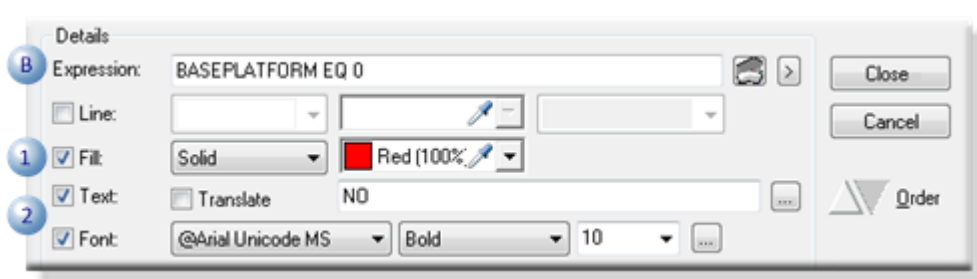 Details
B Expression: BASEPLATFORM EQ 0 > Close
Line: Cancel
1 Fill: Solid Red (100%
2 Text: Translate NO ... Order
Font: @Arial Unicode MS Bold 10 ...